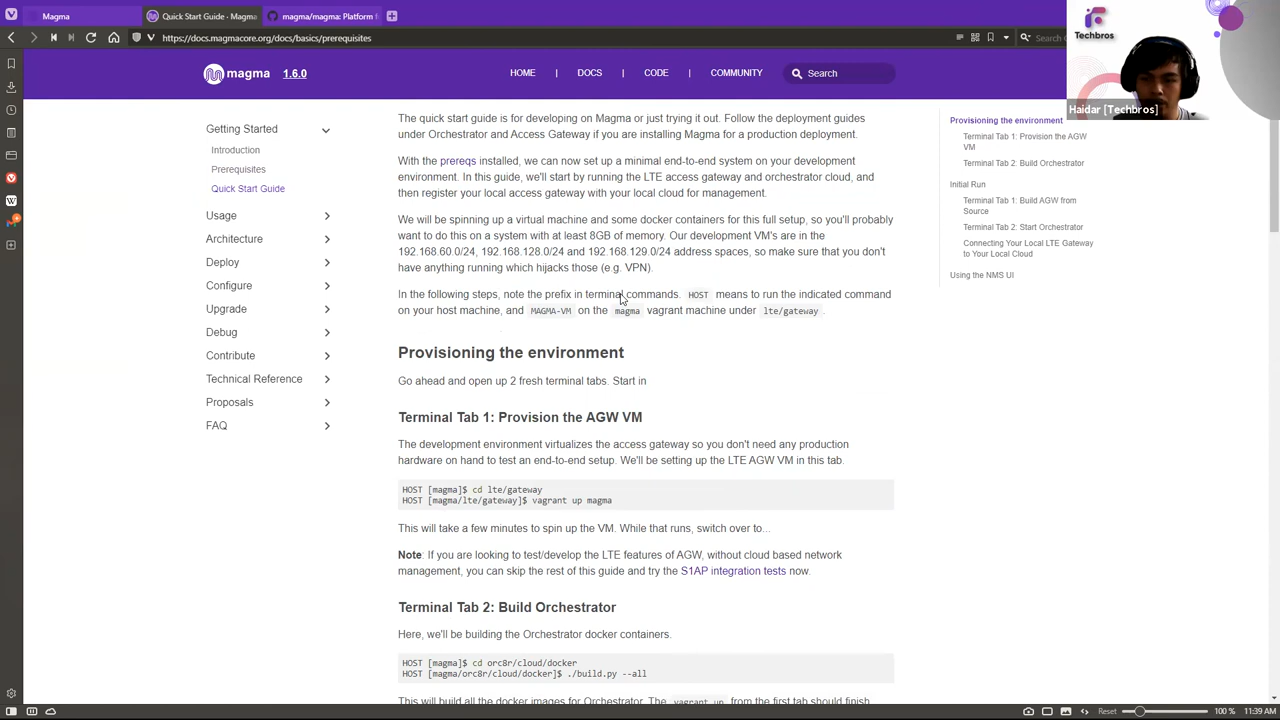 Magma
Quick Start Guide · Magma
magma/magma: Platform f
https://docs.magmacore.org/docs/basics/prerequisites
Search
Techbros
Haidar [Techbros]
magma
1.6.0
HOME
DOCS
CODE
COMMUNITY
Search
Getting Started
Introduction
Prerequisites
Quick Start Guide
Usage
Architecture
Deploy
Configure
Upgrade
Debug
Contribute
Technical Reference
Proposals
FAQ
The quick start guide is for developing on Magma or just trying it out. Follow the deployment guides
under Orchestrator and Access Gateway if you are installing Magma for a production deployment.
With the prereqs installed, we can now set up a minimal end-to-end system on your development
environment. In this guide, we'll start by running the LTE access gateway and orchestrator cloud, and
then register your local access gateway with your local cloud for management.
We will be spinning up a virtual machine and some docker containers for this full setup, so you'll probably
want to do this on a system with at least 8GB of memory. Our development VM's are in the
192.168.60.0/24, 192.168.128.0/24 and 192.168.129.0/24 address spaces, so make sure that you don't
have anything running which hijacks those (e.g. VPN).
In the following steps, note the prefix in terminal commands. HOST means to run the indicated command
on your host machine, and MAGMA-VM on the magma vagrant machine under lte/gateway .
Provisioning the environment
Go ahead and open up 2 fresh terminal tabs. Start in
Terminal Tab 1: Provision the AGW VM
The development environment virtualizes the access gateway so you don't need any production
hardware on hand to test an end-to-end setup. We'll be setting up the LTE AGW VM in this tab.
HOST [magma]$ cd lte/gateway
HOST [magma/lte/gateway]$ vagrant up magma
This will take a few minutes to spin up the VM. While that runs, switch over to...
Note: If you are looking to test/develop the LTE features of AGW, without cloud based network
management, you can skip the rest of this guide and try the S1AP integration tests now.
Terminal Tab 2: Build Orchestrator
Here, we'll be building the Orchestrator docker containers.
HOST [magma]$ cd orc8r/cloud/docker
HOST [magma/orc8r/cloud/docker]$ ./build.py --all
This will build all the docker images for Orchestrator. The vagrant up from the first tab should finish
Provisioning the environment
Terminal Tab 1: Provision the AGW
VM
Terminal Tab 2: Build Orchestrator
Initial Run
Terminal Tab 1: Build AGW from
Source
Terminal Tab 2: Start Orchestrator
Connecting Your Local LTE Gateway
to Your Local Cloud
Using the NMS UI
Reset
100 %
11:39 AM